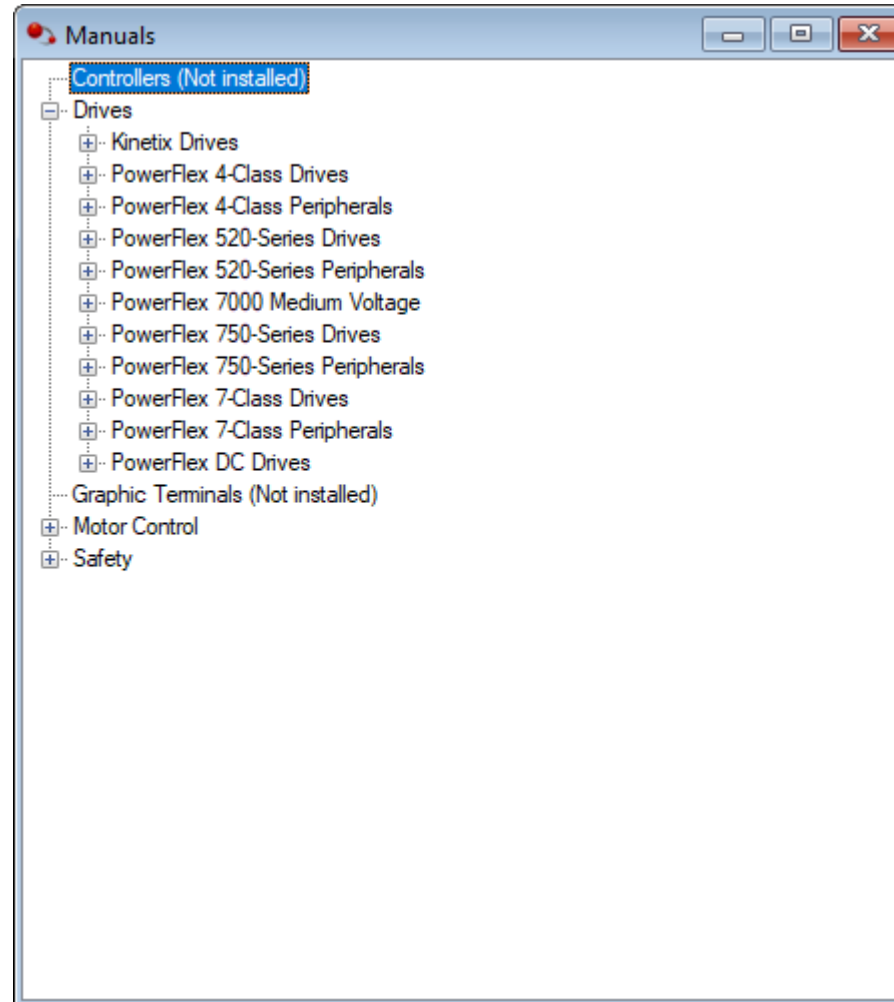 Manuals
Controllers (Not installed)
Drives
Kinetix Drives
PowerFlex 4-Class Drives
PowerFlex 4-Class Peripherals
PowerFlex 520-Series Drives
PowerFlex 520-Series Peripherals
PowerFlex 7000 Medium Voltage
PowerFlex 750-Series Drives
PowerFlex 750-Series Peripherals
PowerFlex 7-Class Drives
PowerFlex 7-Class Peripherals
PowerFlex DC Drives
Graphic Terminals (Not installed)
Motor Control
Safety